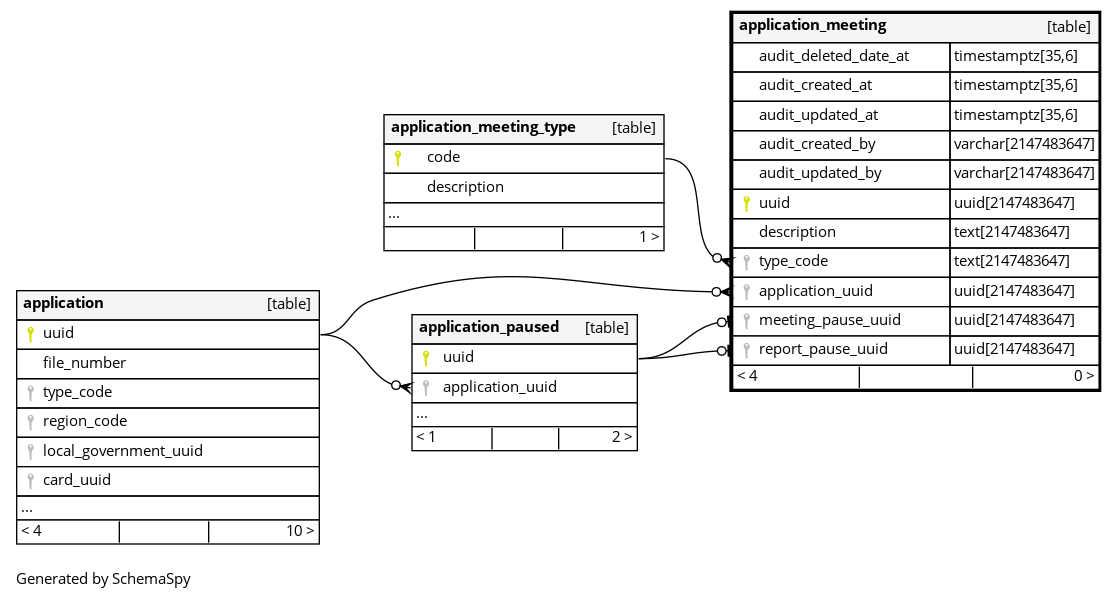 application_meeting [table]
audit_deleted_date_at timestamptz[35,6]
audit_created_at timestamptz[35,6]
audit_updated_at timestamptz[35,6]
audit_created_by varchar[2147483647]
audit_updated_by varchar[2147483647]
uuid uuid[2147483647]
description text[2147483647]
type_code text[2147483647]
application_uuid uuid[2147483647]
meeting_pause_uuid uuid[2147483647]
report_pause_uuid uuid[2147483647]
< 4 0 >
application_meeting_type [table]
code
description
...
1 >
application [table]
uuid
file_number
type_code
region_code
local_government_uuid
card_uuid
...
< 4 10 >
application_paused [table]
uuid
application_uuid
...
< 1 2 >
Generated by SchemaSpy